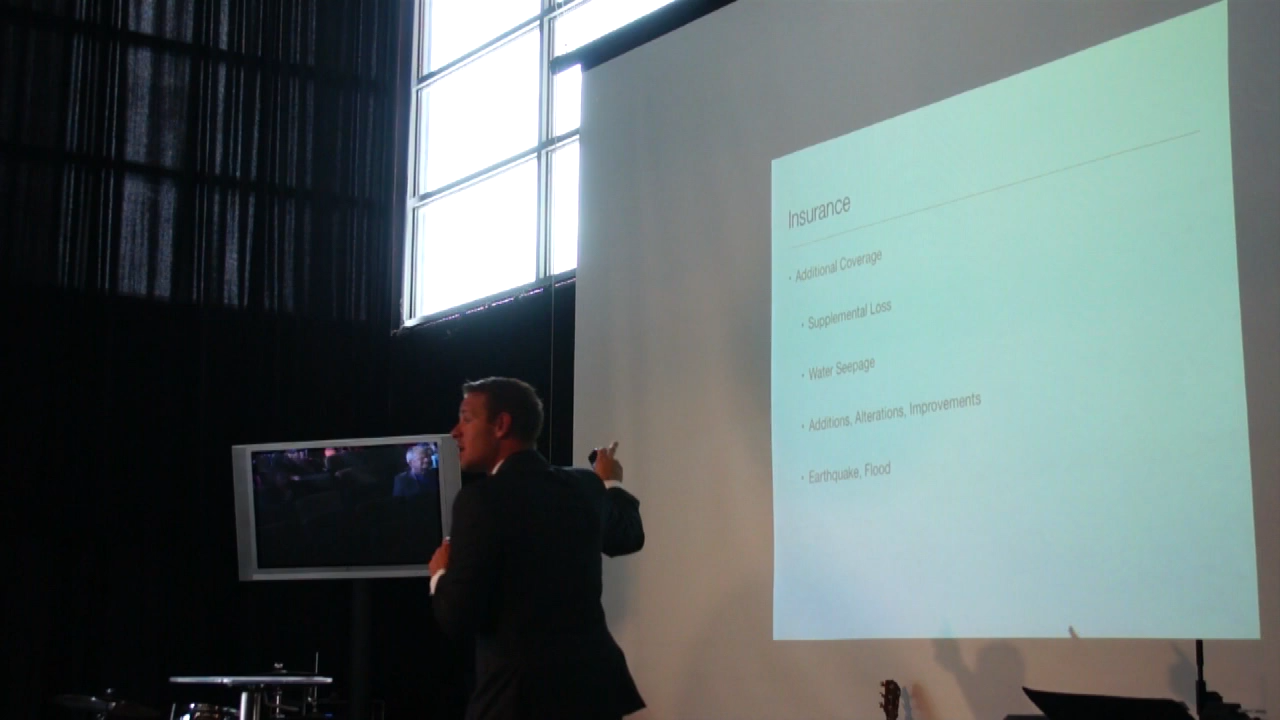 Insurance
• Additional Coverage
• Supplemental Loss
• Water Seepage
• Additions, Alterations, Improvements
• Earthquake, Flood